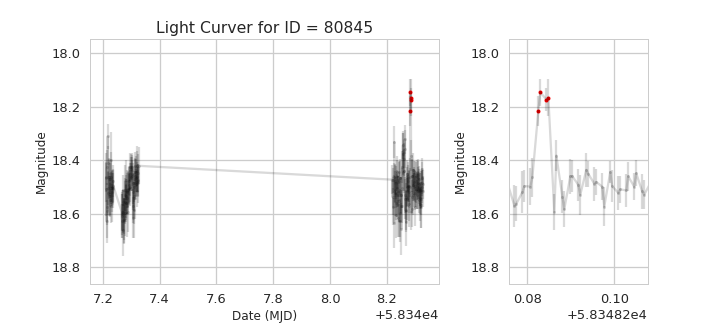 Light Curver for ID = 80845
18.0
18.2
18.4
18.6
18.8
Magnitude
7.2 7.4 7.6 7.8 8.0 8.2
Date (MJD)
+5.834e4
18.0
18.2
18.4
18.6
18.8
Magnitude
0.08 0.10
+5.83482e4